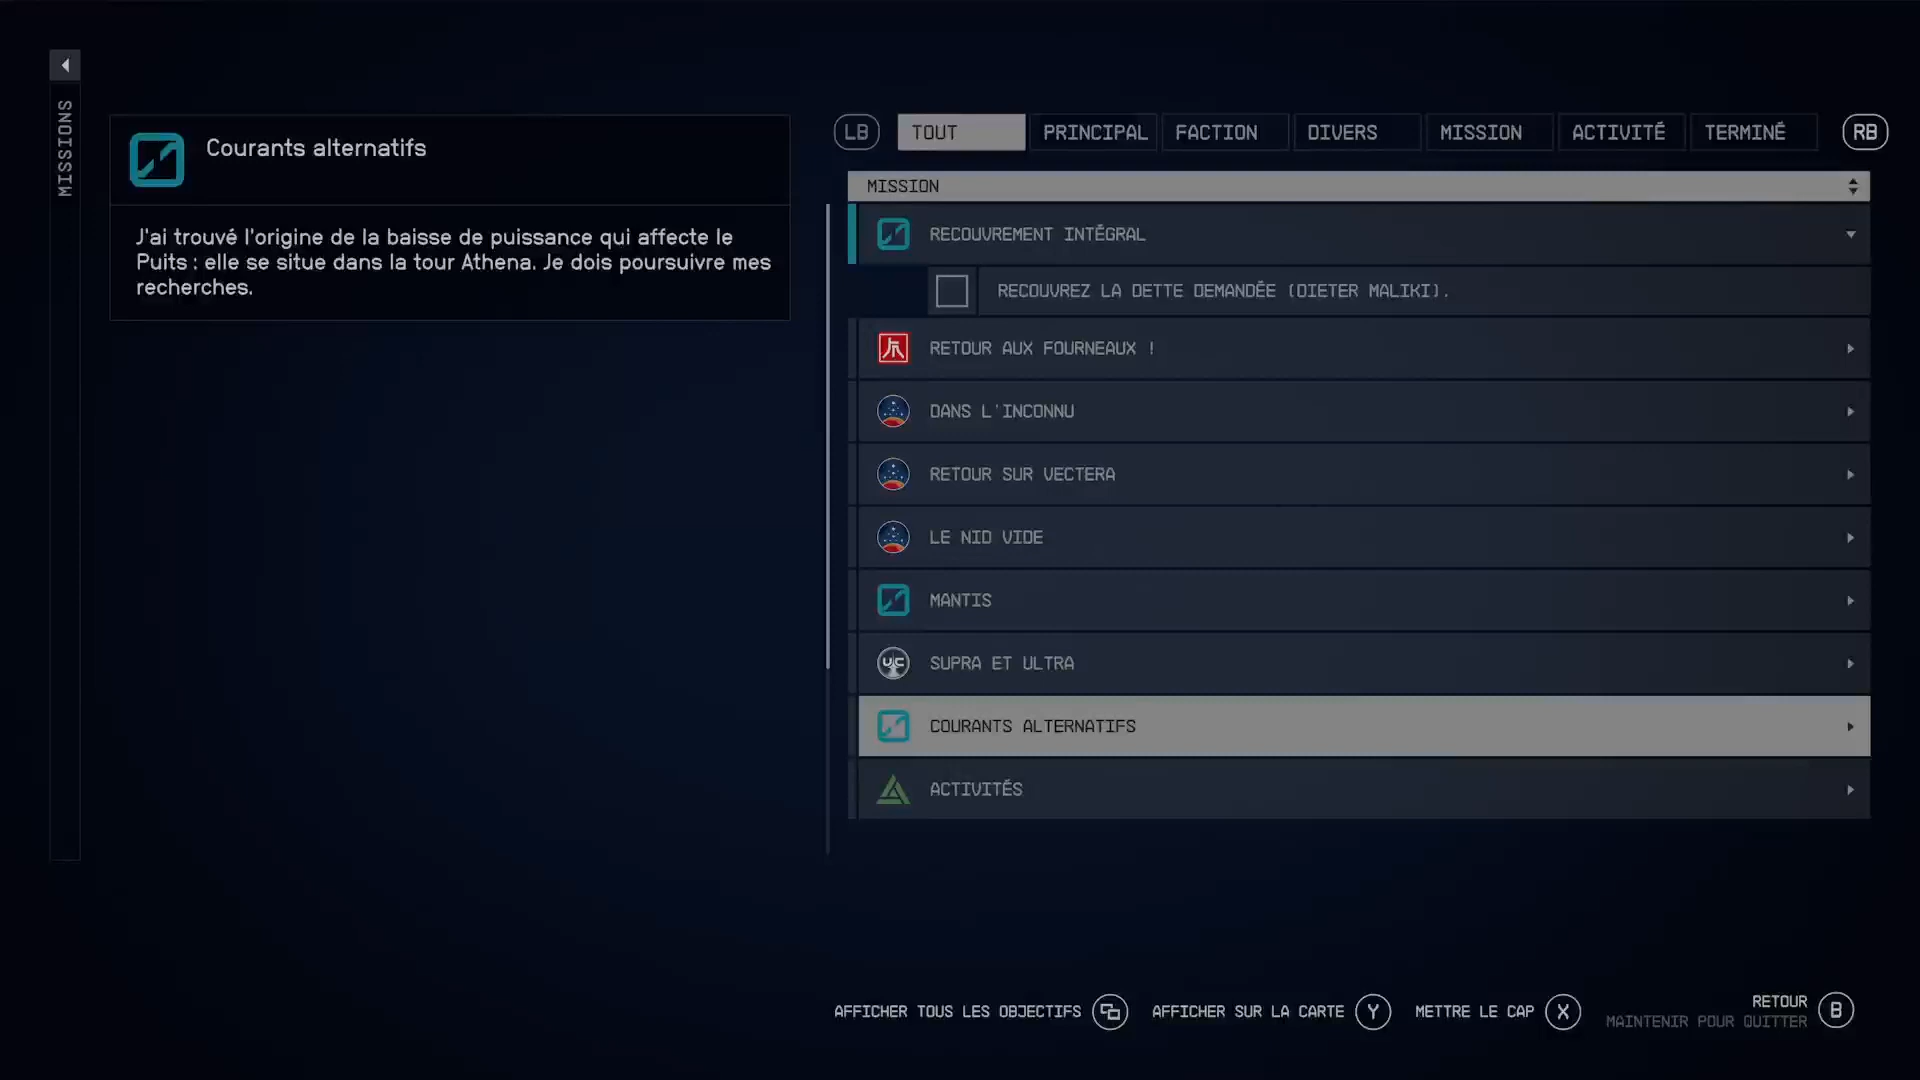 MISSIONS
Courants alternatifs
J'ai trouvé l'origine de la baisse de puissance qui affecte le
Puits : elle se situe dans la tour Athena. Je dois poursuivre mes
recherches.
LB
TOUT
PRINCIPAL
FACTION
DIVERS
MISSION
ACTIVITÉ
TERMINÉ
RB
MISSION
RECOUVREMENT INTÉGRAL
RECOUVREZ LA DETTE DEMANDÉE (DIETER MALIKI).
RETOUR AUX FOURNEAUX !
DANS L'INCONNU
RETOUR SUR VECTERA
LE NID VIDE
MANTIS
UC
SUPRA ET ULTRA
COURANTS ALTERNATIFS
ACTIVITÉS
AFFICHER TOUS LES OBJECTIFS
AFFICHER SUR LA CARTE
Y
METTRE LE CAP
X
RETOUR
MAINTENIR POUR QUITTER
B